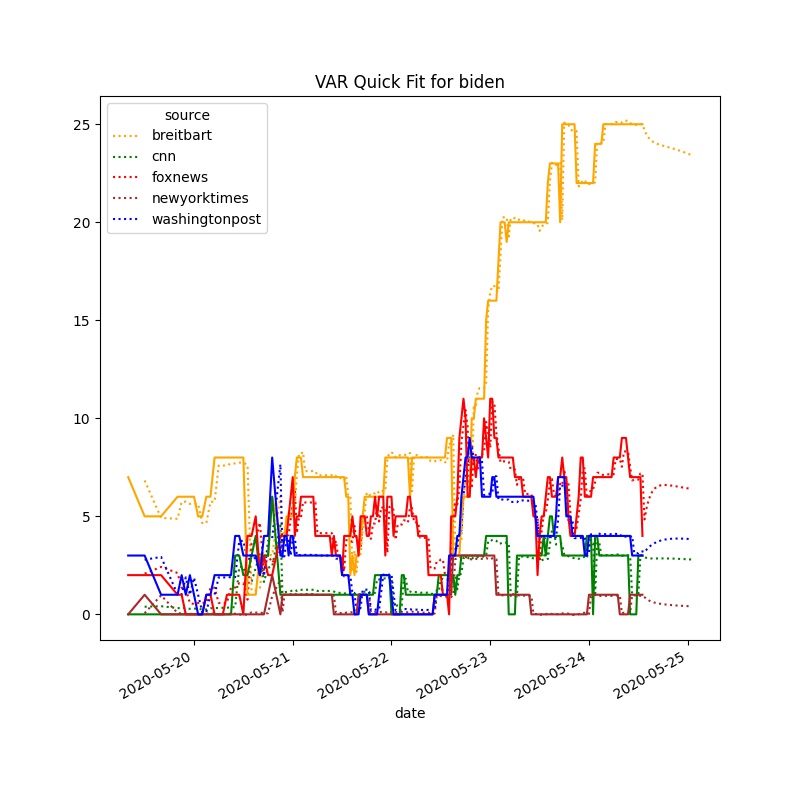 VAR Quick Fit for biden
source
breitbart
cnn
foxnews
newyorktimes
washingtonpost
25
20
15
10
5
0
2020-05-20
2020-05-21
2020-05-22
2020-05-23
2020-05-24
2020-05-25
date